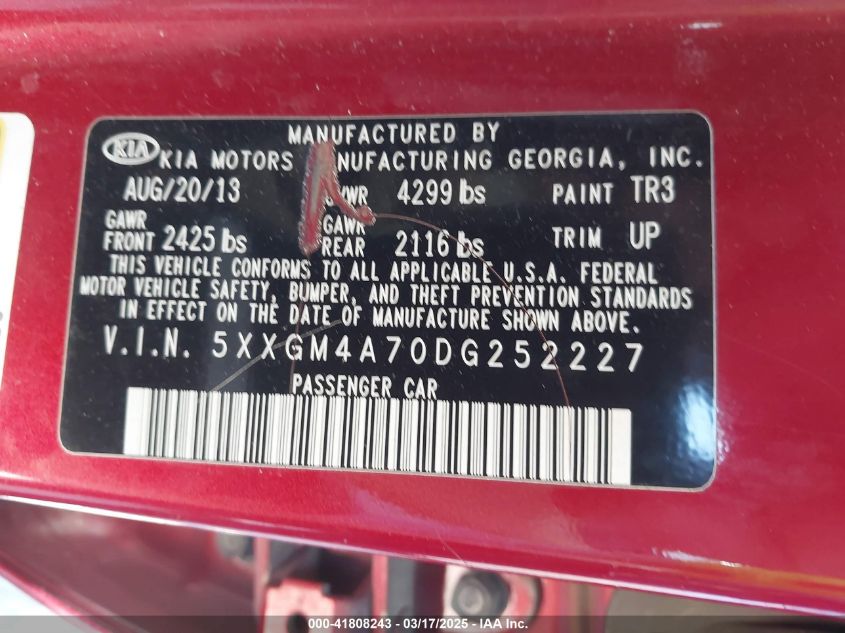 MANUFACTURED BY
KIA KIA MOTORS NUFACTURING GEORGIA, INC.
AUG/20/13 VWR 4299 lbs PAINT TR3
GAWR FRONT 2425 lbs GAWR REAR 2116 lbs TRIM UP
THIS VEHICLE CONFORMS TO ALL APPLICABLE U.S.A. FEDERAL
MOTOR VEHICLE SAFETY, BUMPER, AND THEFT PREVENTION STANDARDS
IN EFFECT ON THE DATE OF MANUFACTURE SHOWN ABOVE.
V.I.N. 5XXGM4A70DG252227
PASSENGER CAR
000-41808243 - 03/17/2025 - IAA Inc.